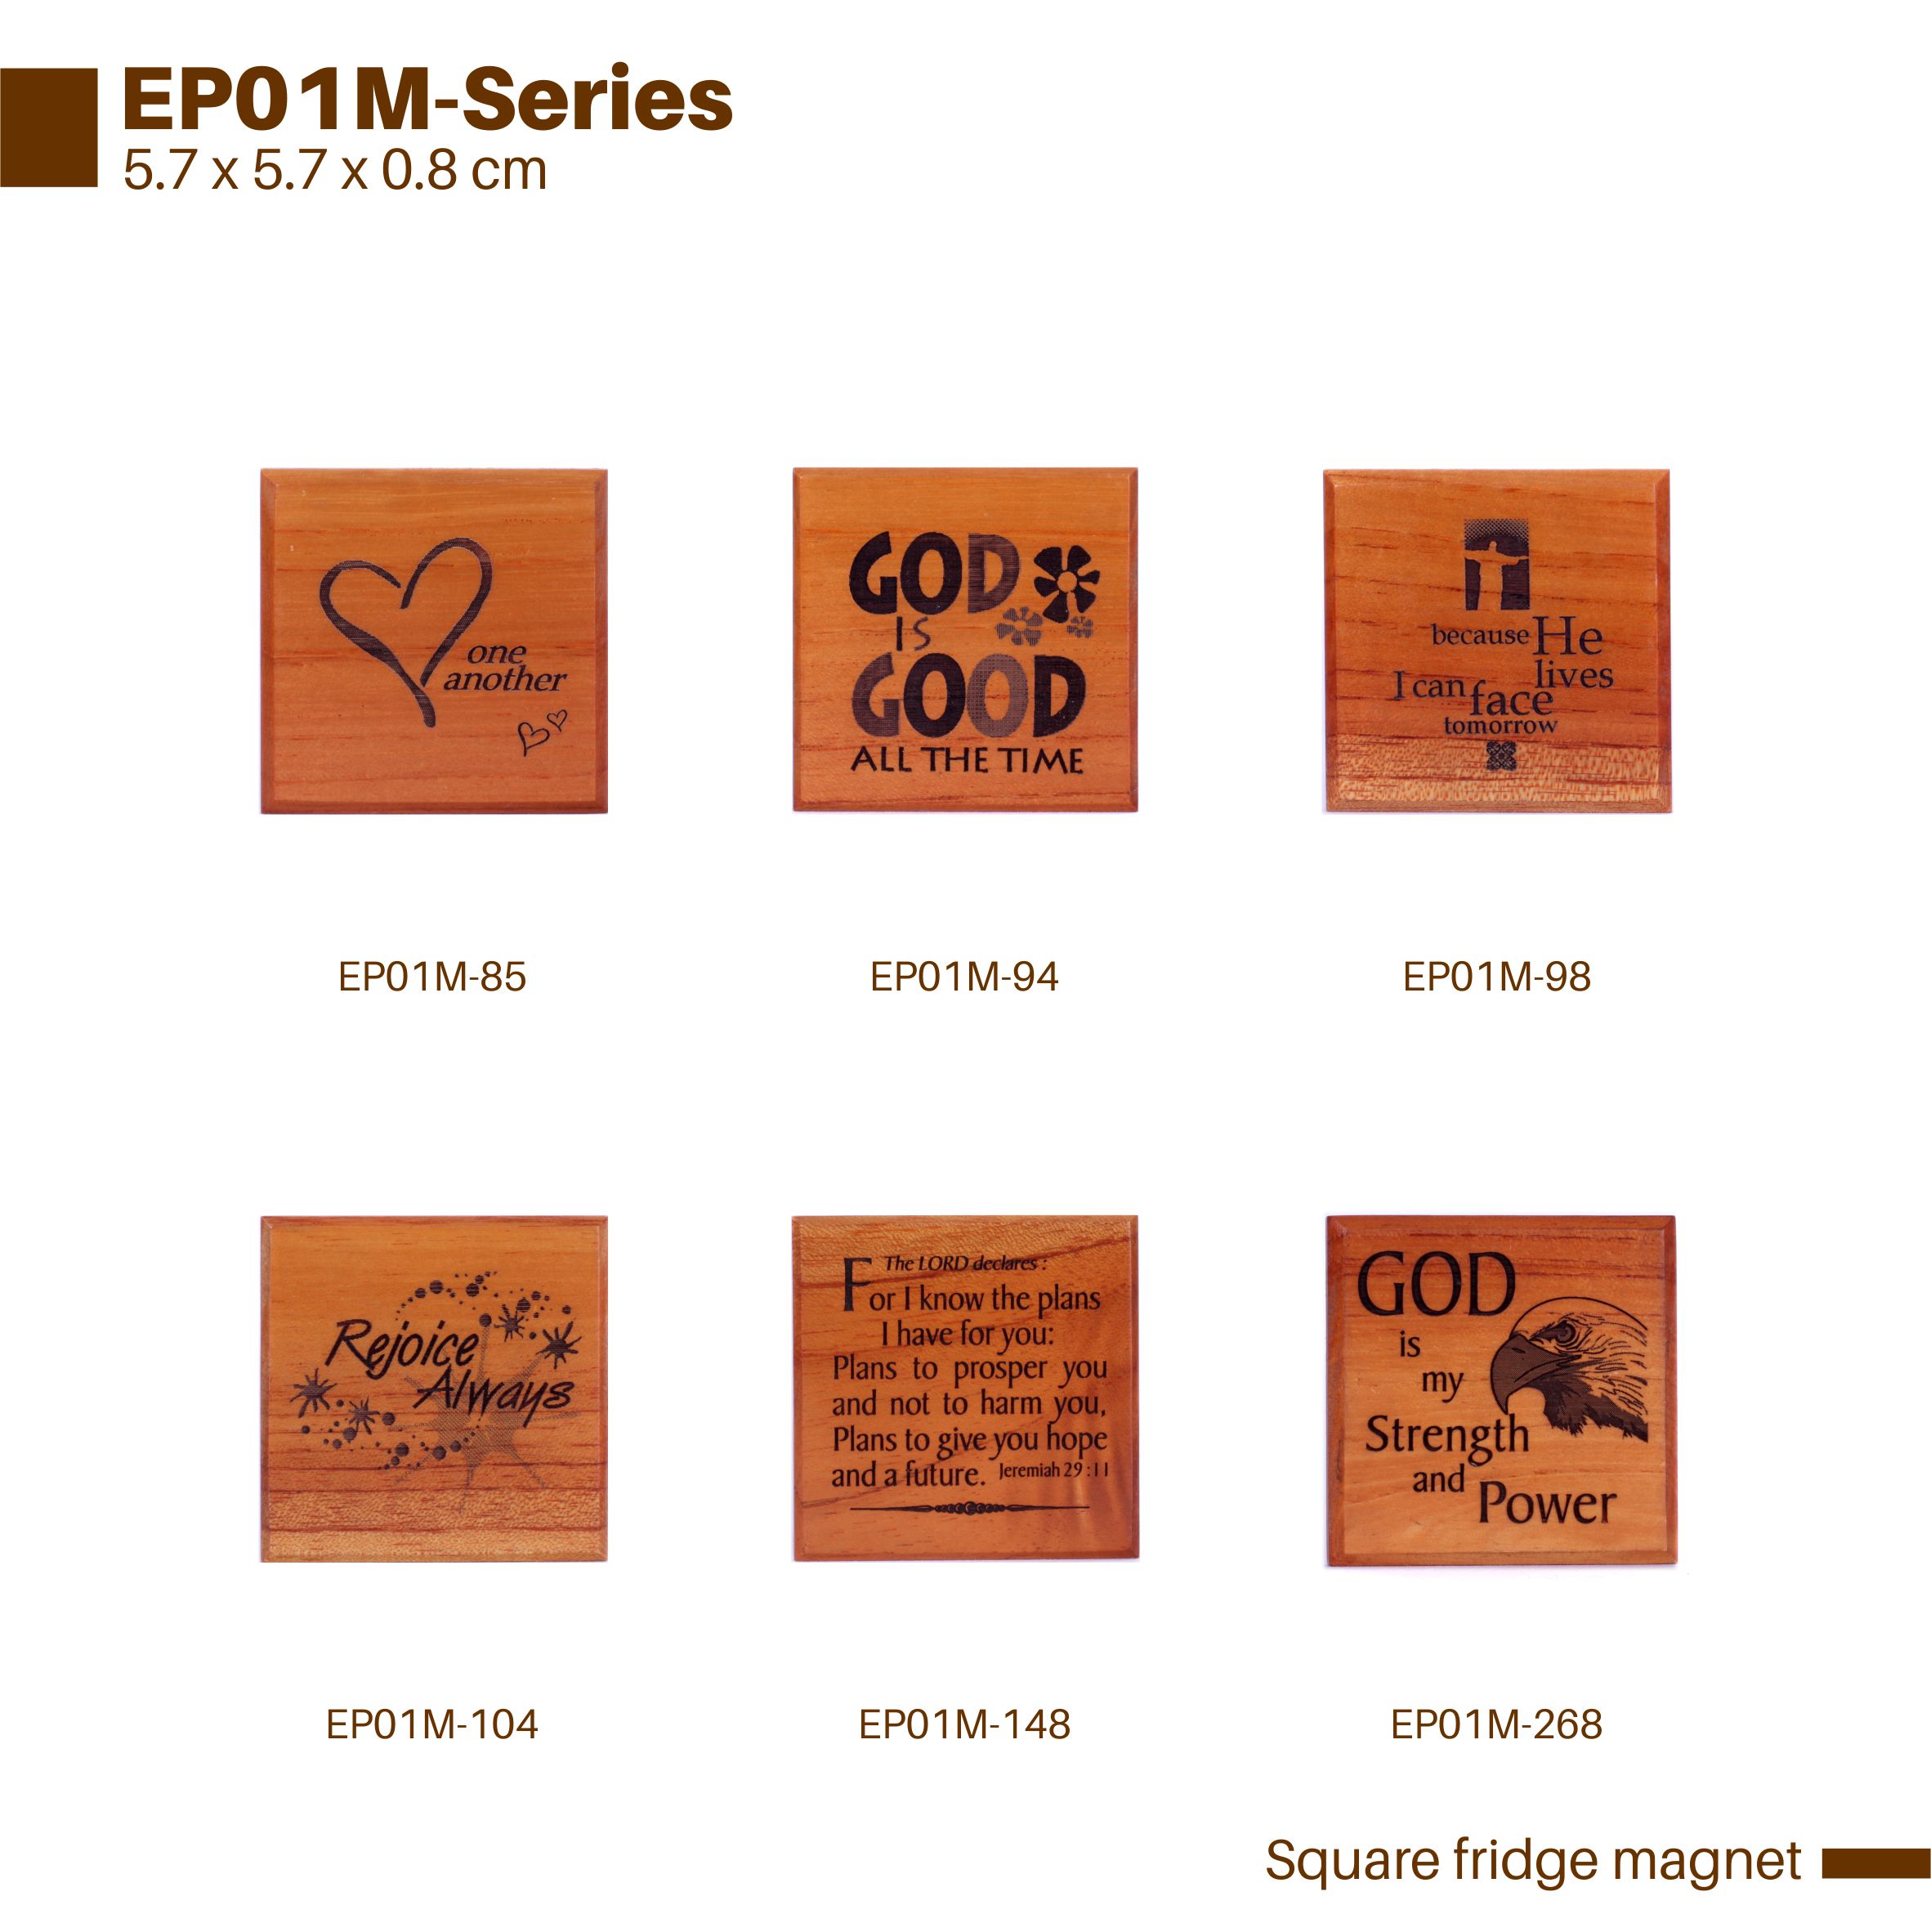 EP01M-Series
5.7 x 5.7 x 0.8 cm
one
another
GOD
IS
GOOD
ALL THE TIME
because He
lives
I can face
tomorrow
EP01M-85
EP01M-94
EP01M-98
Rejoice
Always
The LORD declares :
For I know the plans
I have for you:
Plans to prosper you
and not to harm you,
Plans to give you hope
and a future. Jeremiah 29:11
GOD
is
my
Strength
and
Power
EP01M-104
EP01M-148
EP01M-268
Square fridge magnet